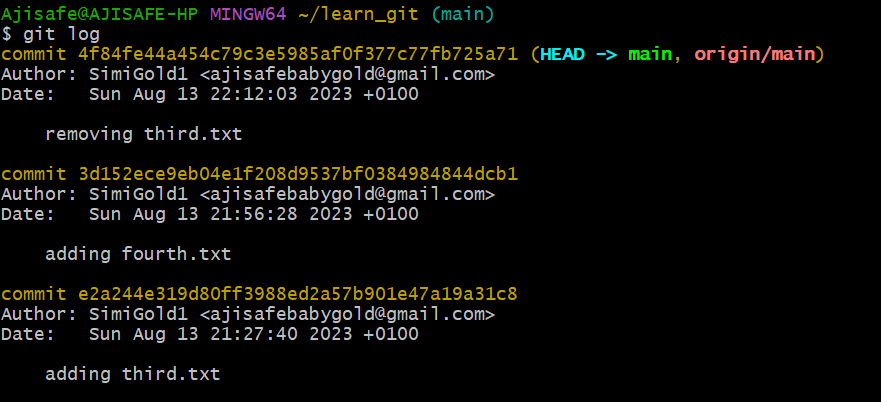 Ajisafe@AJISAFE-HP MINGW64 ~/learn_git (main)
$ git log
commit 4f84fe44a454c79c3e5985af0f377c77fb725a71 (HEAD -> main, origin/main)
Author: SimiGold1 <ajisafebabygold@gmail.com>
Date:   Sun Aug 13 22:12:03 2023 +0100
    removing third.txt
commit 3d152ece9eb04e1f208d9537bf0384984844dcb1
Author: SimiGold1 <ajisafebabygold@gmail.com>
Date:   Sun Aug 13 21:56:28 2023 +0100
    adding fourth.txt
commit e2a244e319d80ff3988ed2a57b901e47a19a31c8
Author: SimiGold1 <ajisafebabygold@gmail.com>
Date:   Sun Aug 13 21:27:40 2023 +0100
    adding third.txt